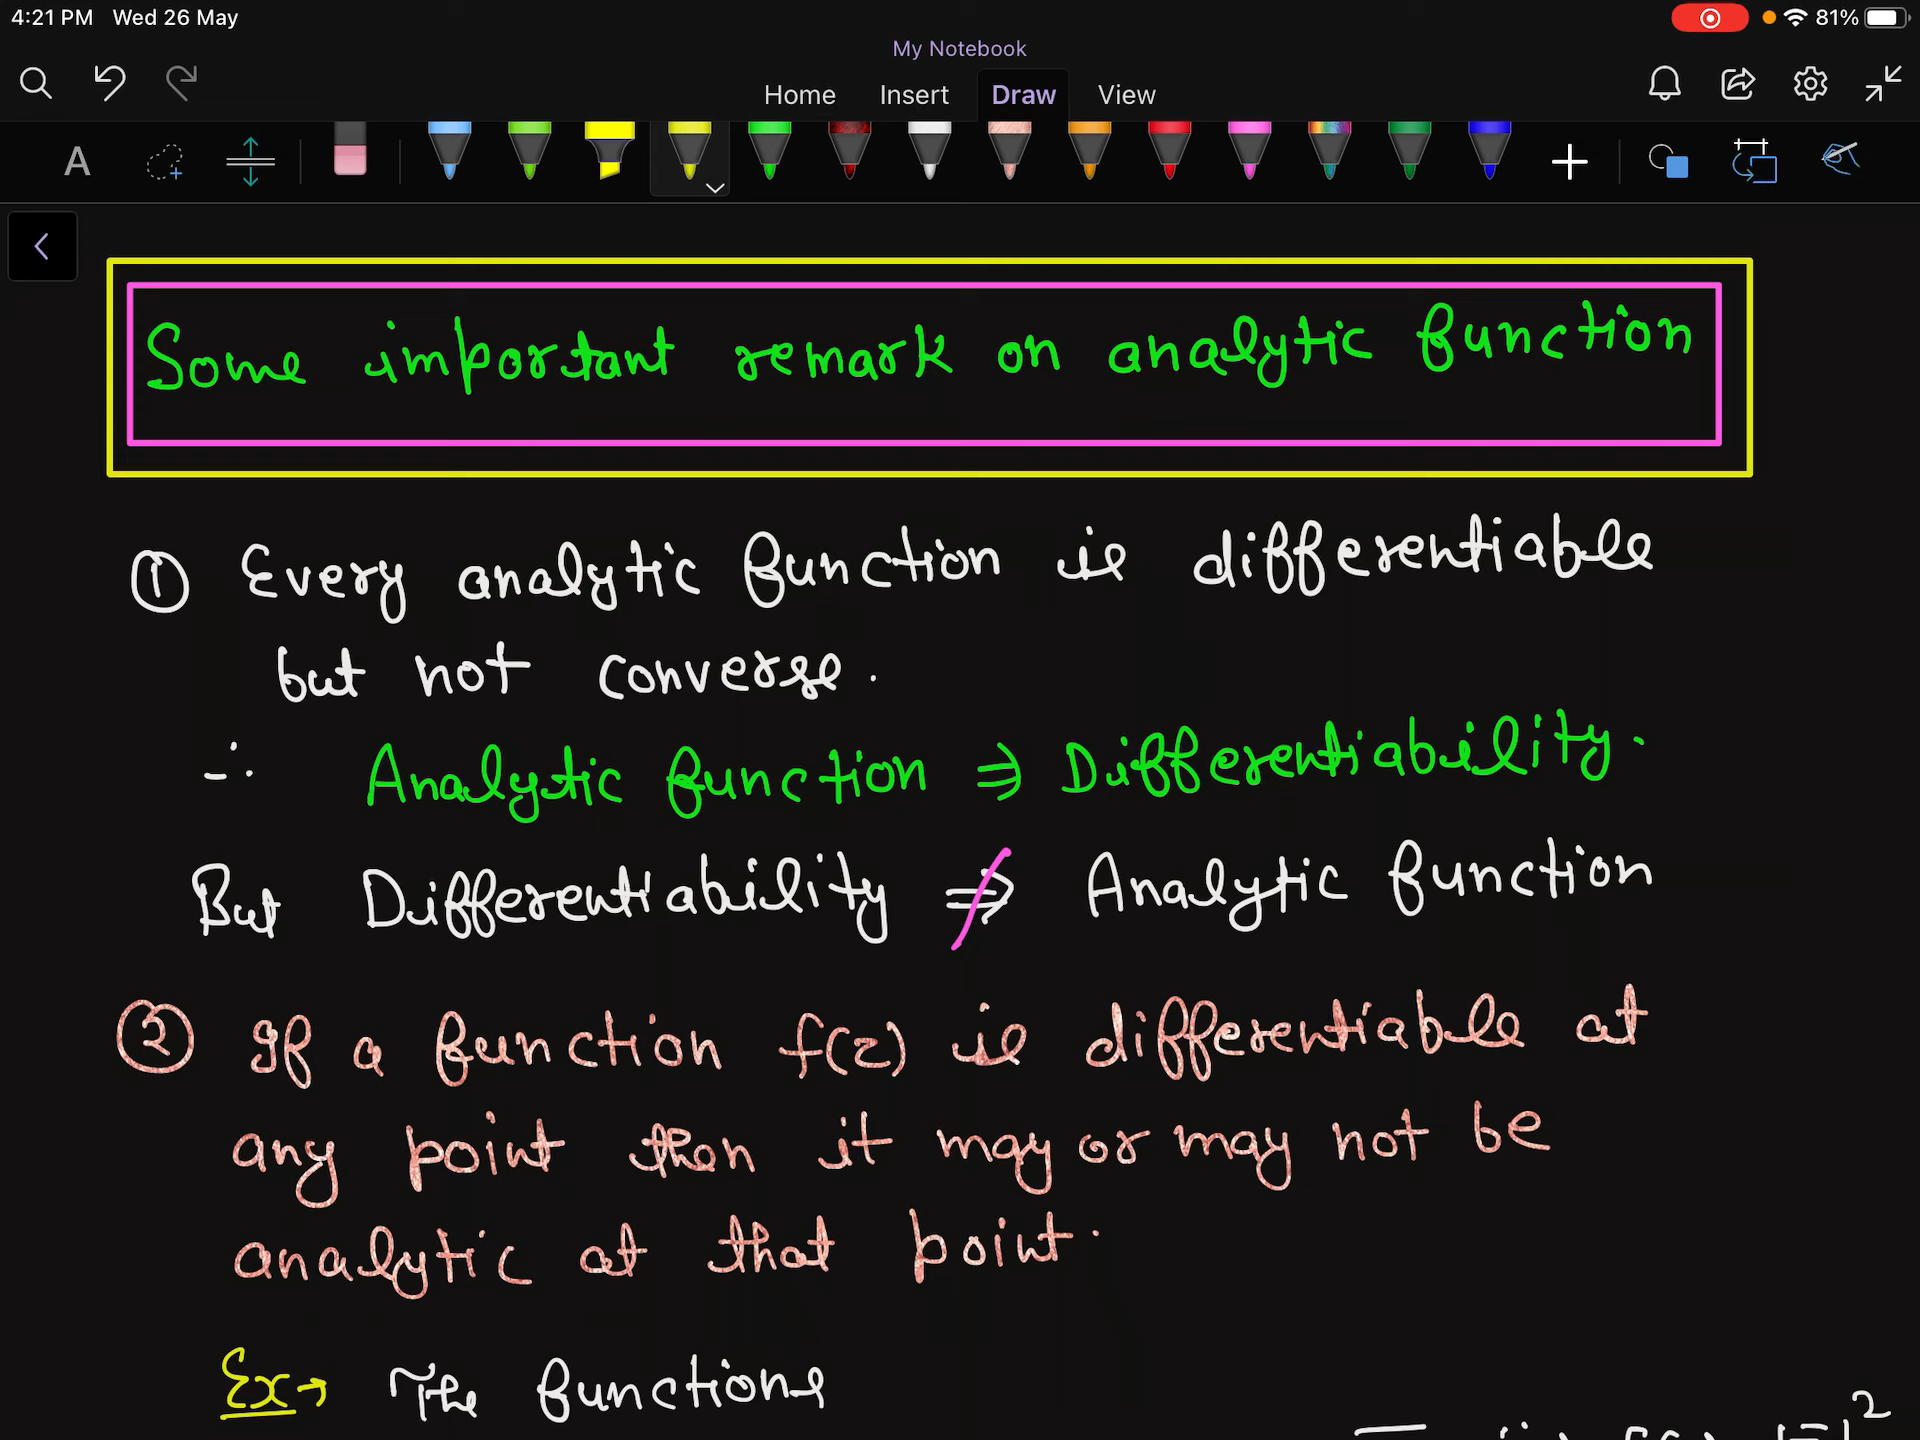 4:21 PM Wed 26 May
81%
My Notebook
Home Insert Draw View
A
Some important remark on analytic function
① Every analytic function is differentiable
but not converse.
∴ Analytic function ⇒ Differentiability.
But Differentiability ⇏ Analytic function
② If a function f(z) is differentiable at
any point then it may or may not be
analytic at that point.
Ex→ The functions